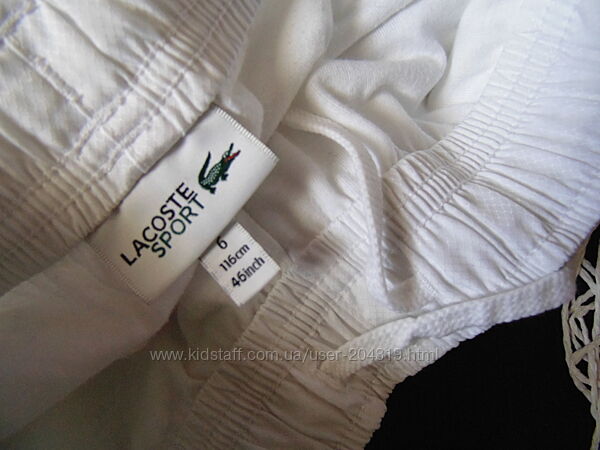 LACOSTE
SPORT
6
116cm
46inch
www.kidstaff.com.ua/user-204319.html